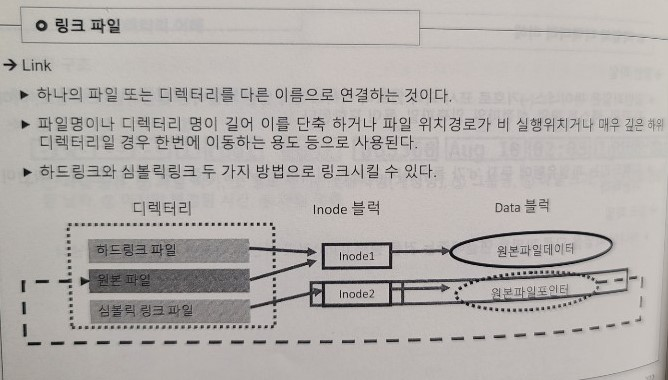 링크 파일
→ Link
▶ 하나의 파일 또는 디렉터리를 다른 이름으로 연결하는 것이다.
▶ 파일명이나 디렉터리 명이 길어 이를 단축 하거나 파일 위치경로가 비 실행위치거나 매우 깊은 하위
디렉터리일 경우 한번에 이동하는 용도 등으로 사용된다.
▶ 하드링크와 심볼릭링크 두 가지 방법으로 링크시킬 수 있다.
디렉터리 Inode 블럭 Data 블럭
하드링크 파일 Inode1 원본파일데이터
원본 파일
심볼릭 링크 파일 Inode2 원본파일포인터